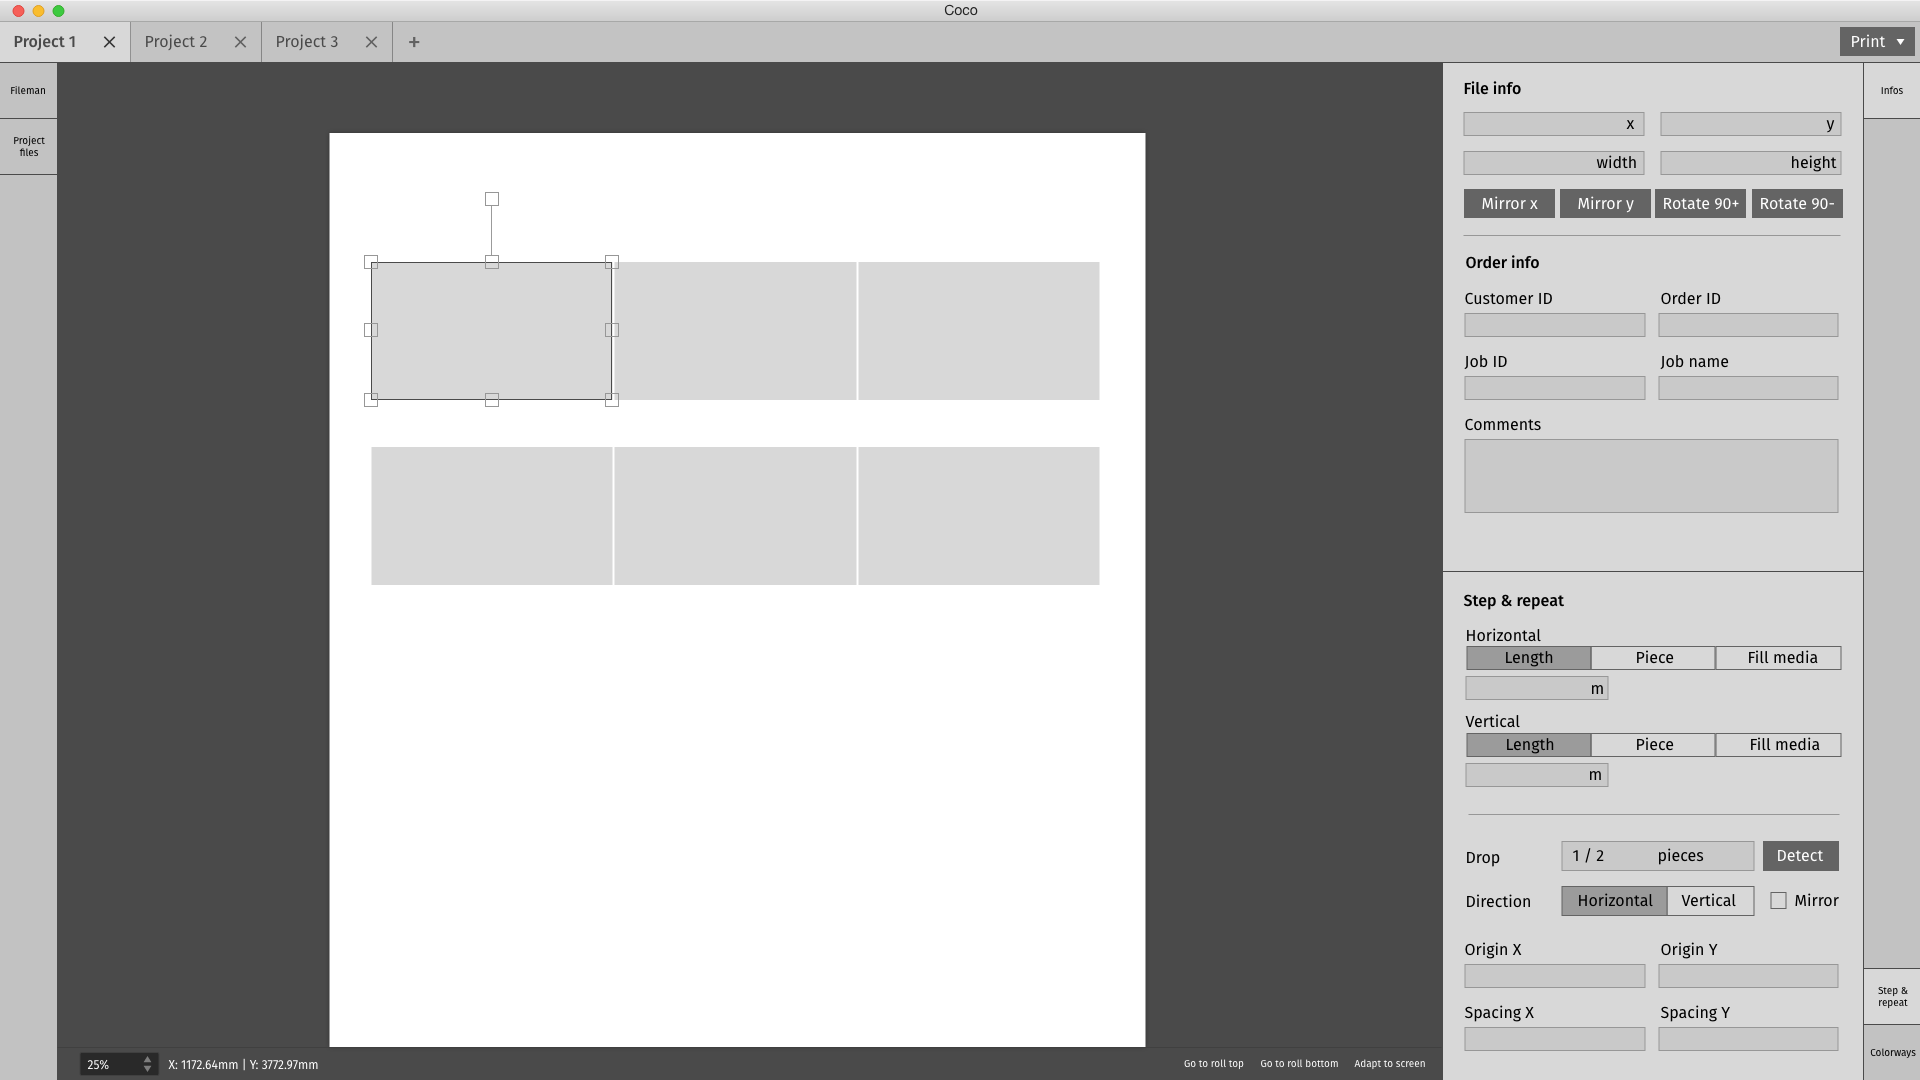 Coco
Project 1
Project 2
Project 3
+
Print
Fileman
Project
files
File info
x
y
width
height
Mirror x
Mirror y
Rotate 90+
Rotate 90-
Order info
Customer ID
Order ID
Job ID
Job name
Comments
Infos
Step & repeat
Horizontal
Length
Piece
Fill media
m
Vertical
Length
Piece
Fill media
m
Drop
1 / 2
pieces
Detect
Direction
Horizontal
Vertical
Mirror
Origin X
Origin Y
Spacing X
Spacing Y
Step &
repeat
Colorways
25%
X: 1172.64mm | Y: 3772.97mm
Go to roll top
Go to roll bottom
Adapt to screen